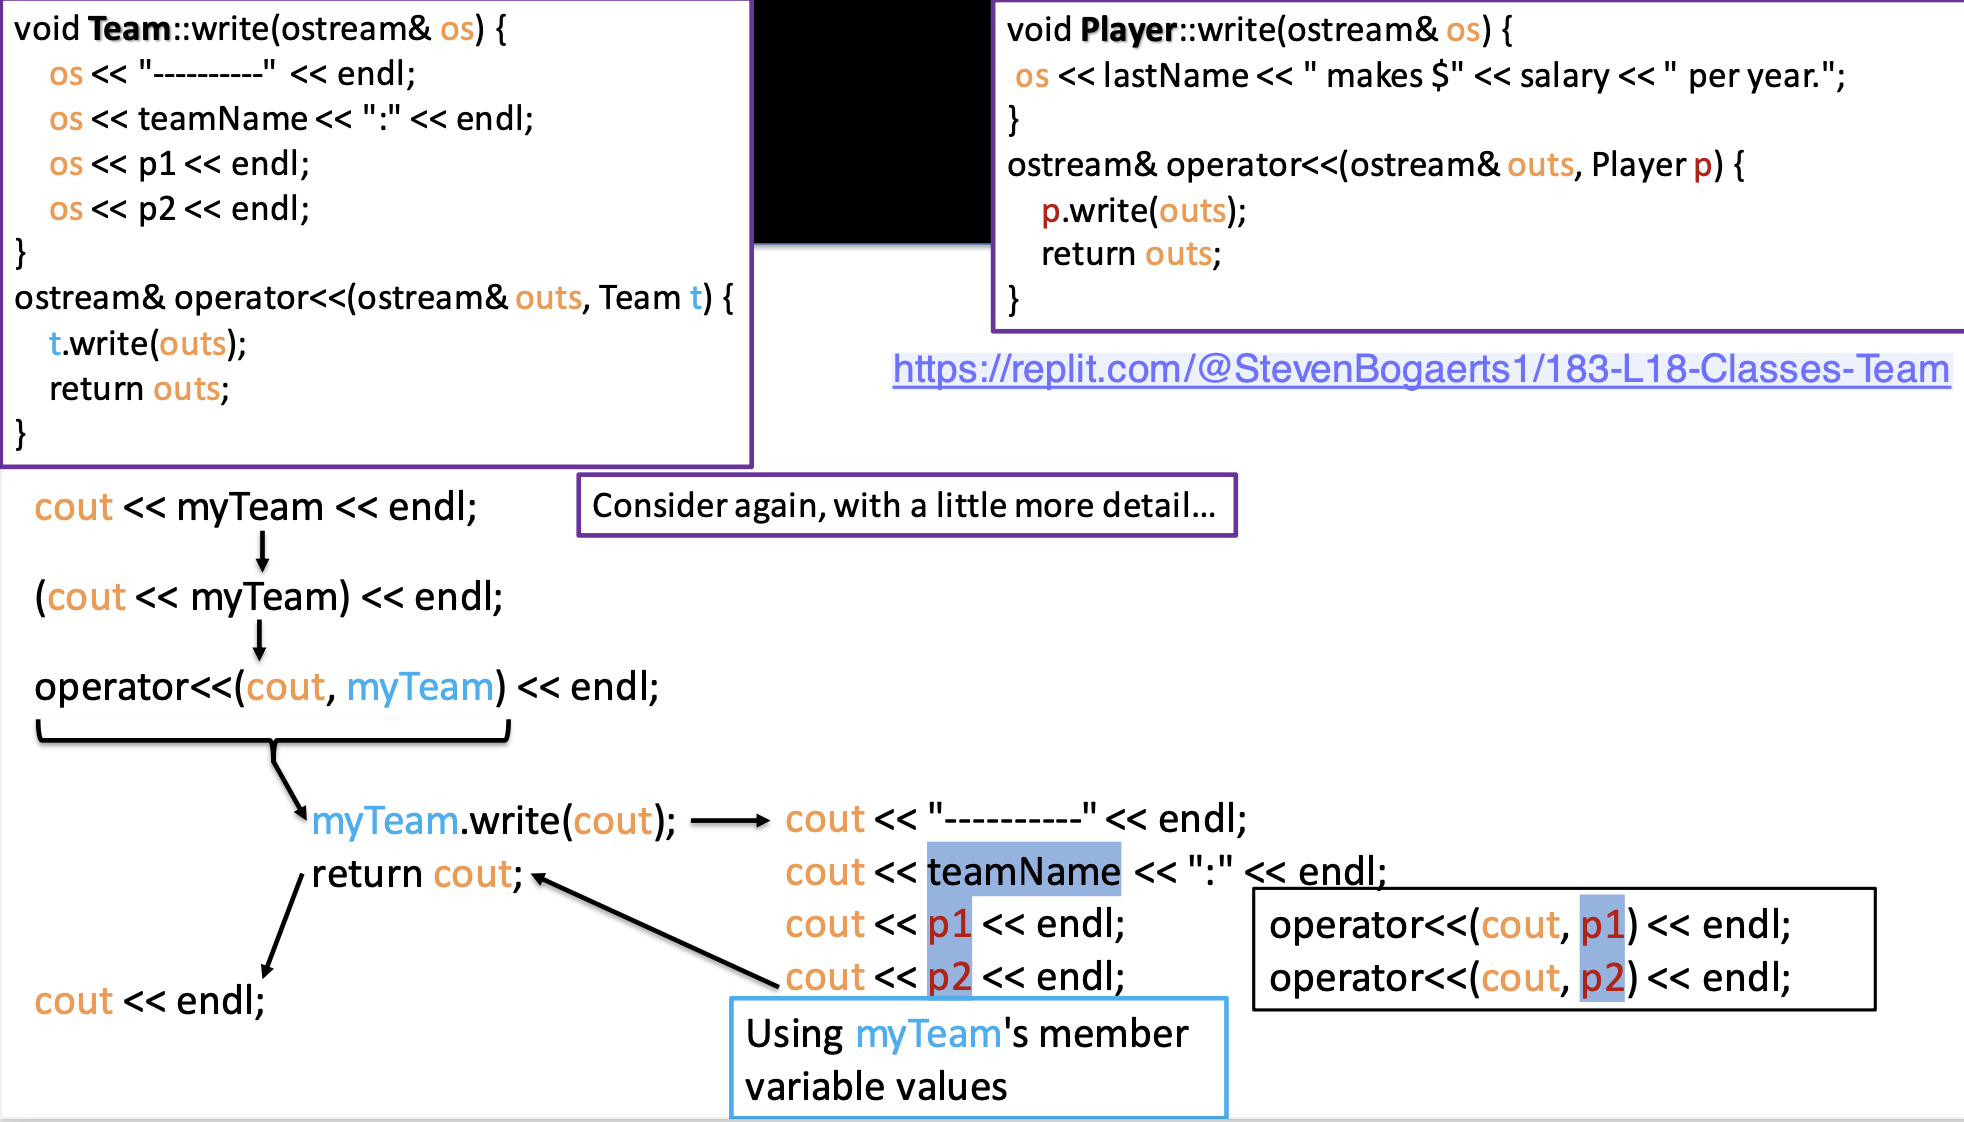 void Team::write(ostream& os) {
os << "----------" << endl;
os << teamName << ":" << endl;
os << p1 << endl;
os << p2 << endl;
}
ostream& operator<<(ostream& outs, Team t) {
t.write(outs);
return outs;
}
void Player::write(ostream& os) {
os << lastName << " makes $" << salary << " per year.";
}
ostream& operator<<(ostream& outs, Player p) {
p.write(outs);
return outs;
}
https://replit.com/@StevenBogaerts1/183-L18-Classes-Team
Consider again, with a little more detail...
cout << myTeam << endl;
(cout << myTeam) << endl;
operator<<(cout, myTeam) << endl;
myTeam.write(cout);
return cout;
cout << endl;
cout << "----------" << endl;
cout << teamName << ":" << endl;
cout << p1 << endl;
cout << p2 << endl;
operator<<(cout, p1) << endl;
operator<<(cout, p2) << endl;
Using myTeam's member
variable values